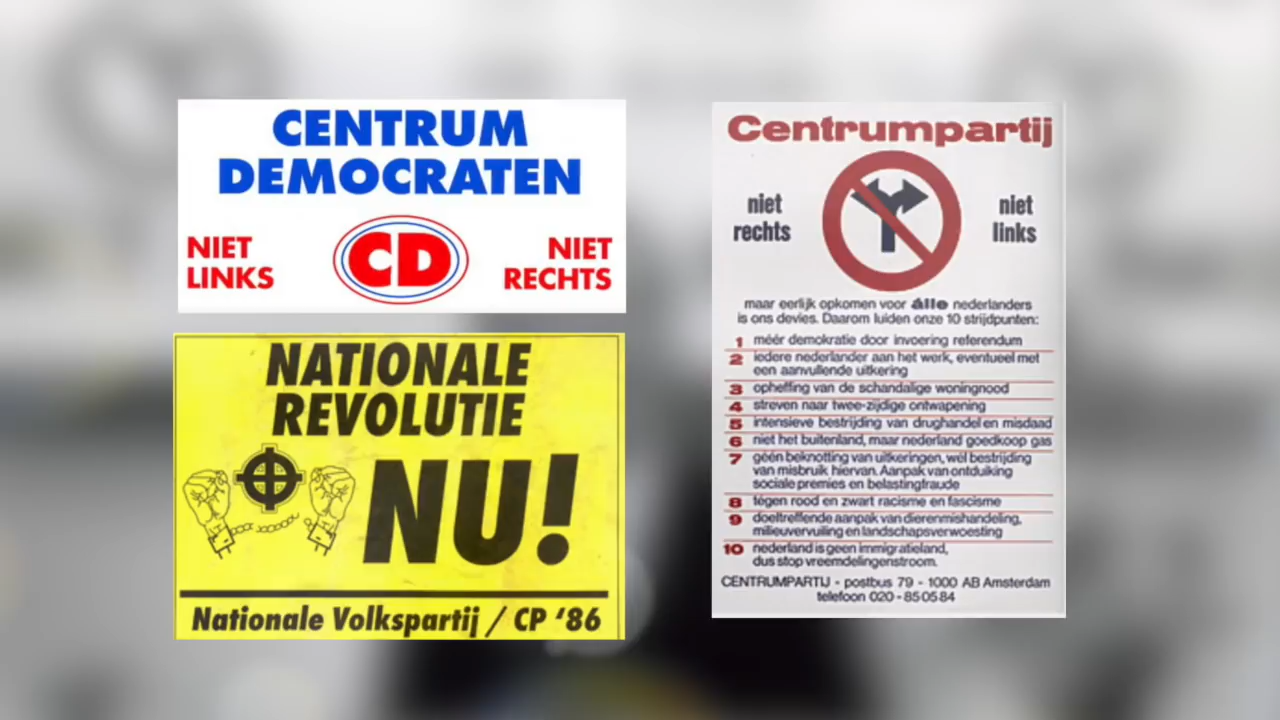 CENTRUM
DEMOCRATEN
NIET
LINKS
CD
NIET
RECHTS
NATIONALE
REVOLUTIE
NU!
Nationale Volkspartij / CP '86
Centrumpartij
niet
rechts
niet
links
maar eerlijk opkomen voor álle nederlanders
is ons devies. Daarom luiden onze 10 strijdpunten:
1 méér demokratie door invoering referendum
2 iedere nederlander aan het werk, eventueel met
een aanvullende uitkering
3 opheffing van de schandalige woningnood
4 streven naar twee-zijdige ontwapening
5 intensieve bestrijding van drughandel en misdaad
6 niet het buitenland, maar nederland goedkoop gas
7 géén beknotting van uitkeringen, wél bestrijding
van misbruik hiervan. Aanpak van ontduiking
sociale premies en belastingfraude
8 tégen rood en zwart racisme en fascisme
9 doeltreffende aanpak van dierenmishandeling,
milieuvervuiling en landschapsverwoesting
10 nederland is geen immigratieland,
dus stop vreemdelingenstroom.
CENTRUMPARTIJ - postbus 79 - 1000 AB Amsterdam
telefoon 020 - 85 05 84